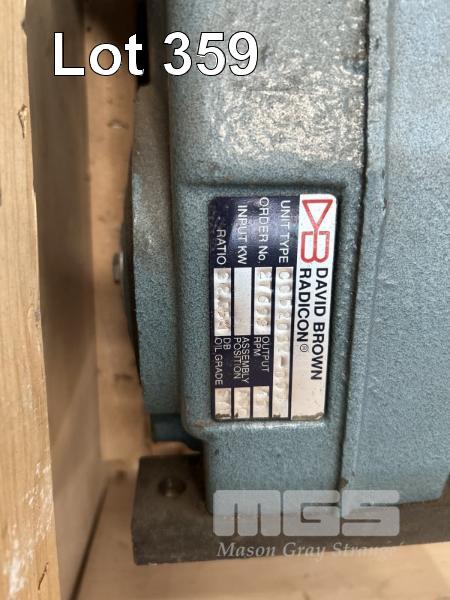 Lot 359
DAVID BROWN
RADICON®
UNIT TYPE
ORDER No.
OUTPUT RPM
INPUT KW
ASSEMBLY POSITION
RATIO
DB OIL GRADE
MGS
Mason Gray Strange